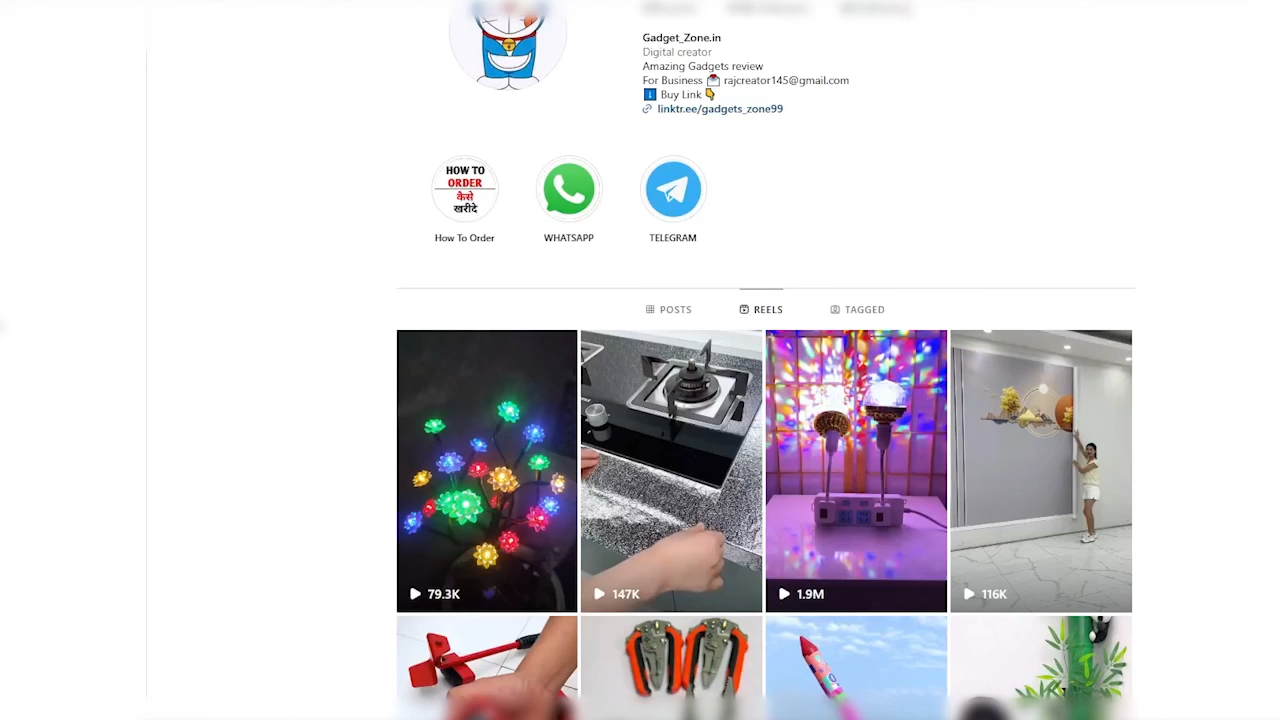 Gadget_Zone.in
Digital creator
Amazing Gadgets review
For Business 📩 rajcreator145@gmail.com
⬇️ Buy Link 👇
linktr.ee/gadgets_zone99
HOW TO
ORDER
कैसे
खरीदे
How To Order
WHATSAPP
TELEGRAM
POSTS
REELS
TAGGED
79.3K
147K
1.9M
116K